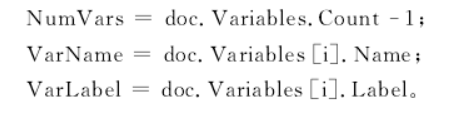 NumVars = doc. Variables. Count -1;
VarName = doc. Variables[i]. Name;
VarLabel = doc. Variables[i]. Label。